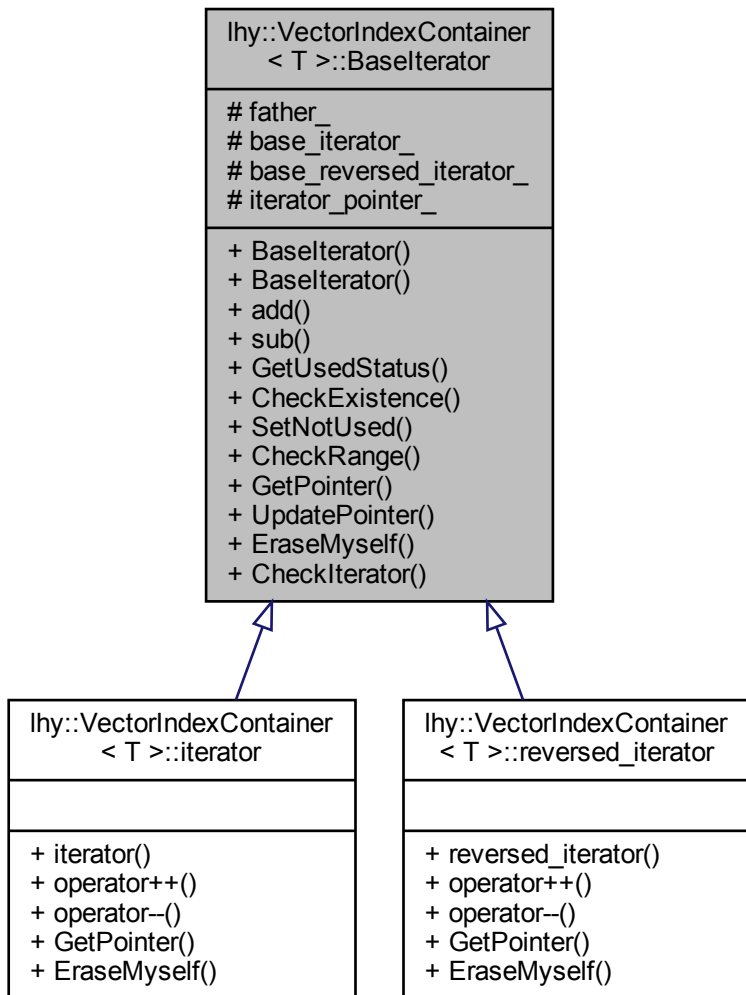 lhy::VectorIndexContainer
< T >::BaseIterator
# father_
# base_iterator_
# base_reversed_iterator_
# iterator_pointer_
+ BaseIterator()
+ BaseIterator()
+ add()
+ sub()
+ GetUsedStatus()
+ CheckExistence()
+ SetNotUsed()
+ CheckRange()
+ GetPointer()
+ UpdatePointer()
+ EraseMyself()
+ CheckIterator()
lhy::VectorIndexContainer
< T >::iterator
+ iterator()
+ operator++()
+ operator--()
+ GetPointer()
+ EraseMyself()
lhy::VectorIndexContainer
< T >::reversed_iterator
+ reversed_iterator()
+ operator++()
+ operator--()
+ GetPointer()
+ EraseMyself()